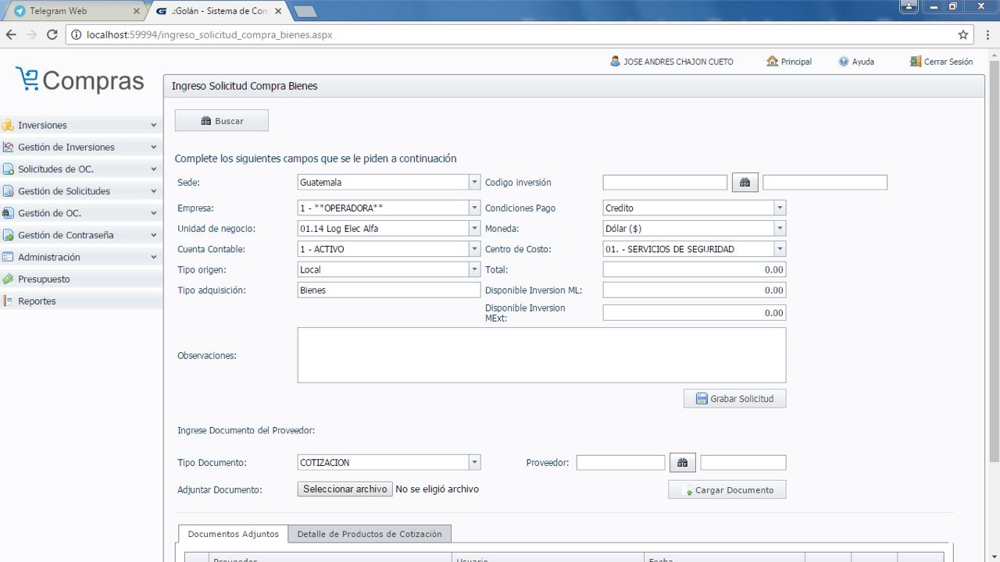 Telegram Web
.:Golán - Sistema de Com
localhost:59994/ingreso_solicitud_compra_bienes.aspx
JOSE ANDRES CHAJON CUETO Principal Ayuda Cerrar Sesión
Compras
Ingreso Solicitud Compra Bienes
Buscar
Inversiones
Gestión de Inversiones
Solicitudes de OC.
Gestión de Solicitudes
Gestión de OC.
Gestión de Contraseña
Administración
Presupuesto
Reportes
Complete los siguientes campos que se le piden a continuación
Sede: Guatemala Codigo inversión
Empresa: 1 - **OPERADORA** Condiciones Pago Credito
Unidad de negocio: 01.14 Log Elec Alfa Moneda: Dólar ($)
Cuenta Contable: 1 - ACTIVO Centro de Costo: 01. - SERVICIOS DE SEGURIDAD
Tipo origen: Local Total: 0.00
Tipo adquisición: Bienes Disponible Inversion ML: 0.00
Disponible Inversion
MExt: 0.00
Observaciones:
Grabar Solicitud
Ingrese Documento del Proveedor:
Tipo Documento: COTIZACION Proveedor:
Adjuntar Documento: Seleccionar archivo No se eligió archivo Cargar Documento
Documentos Adjuntos Detalle de Productos de Cotización
Proveedor Usuario Fecha